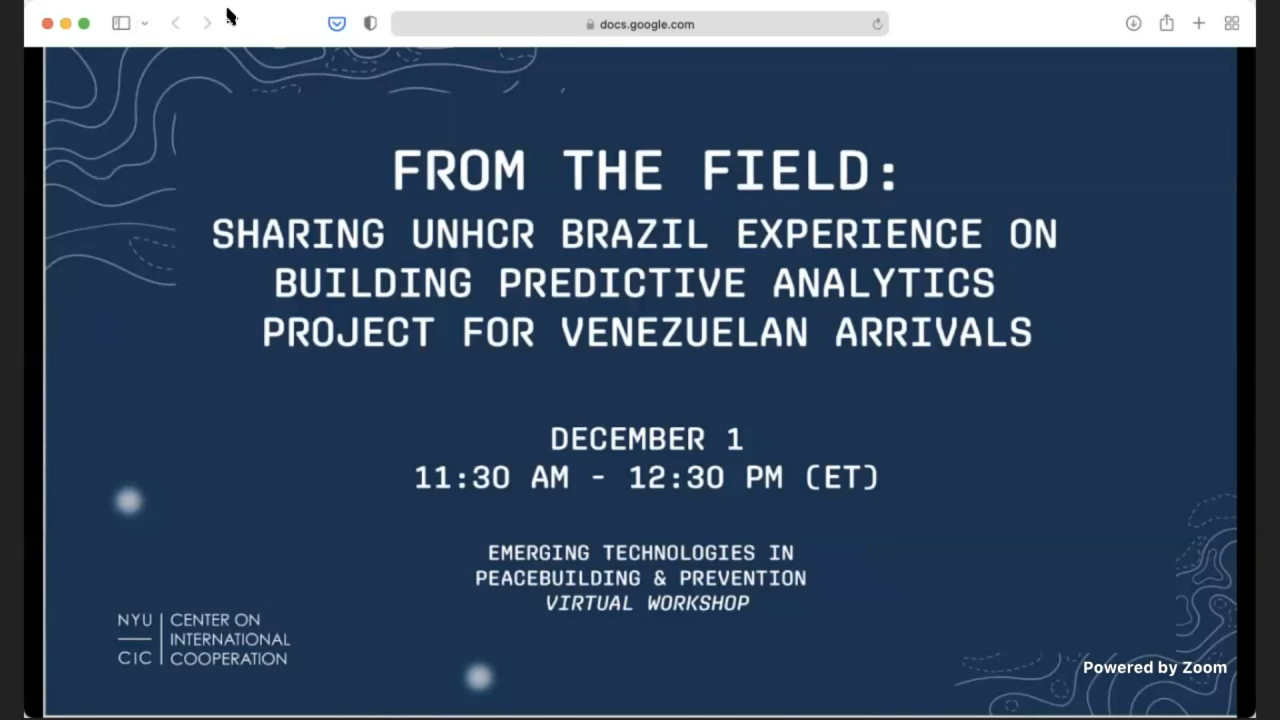 docs.google.com
FROM THE FIELD:
SHARING UNHCR BRAZIL EXPERIENCE ON
BUILDING PREDICTIVE ANALYTICS
PROJECT FOR VENEZUELAN ARRIVALS
DECEMBER 1
11:30 AM - 12:30 PM (ET)
EMERGING TECHNOLOGIES IN
PEACEBUILDING & PREVENTION
VIRTUAL WORKSHOP
NYU
CIC
CENTER ON
INTERNATIONAL
COOPERATION
Powered by Zoom